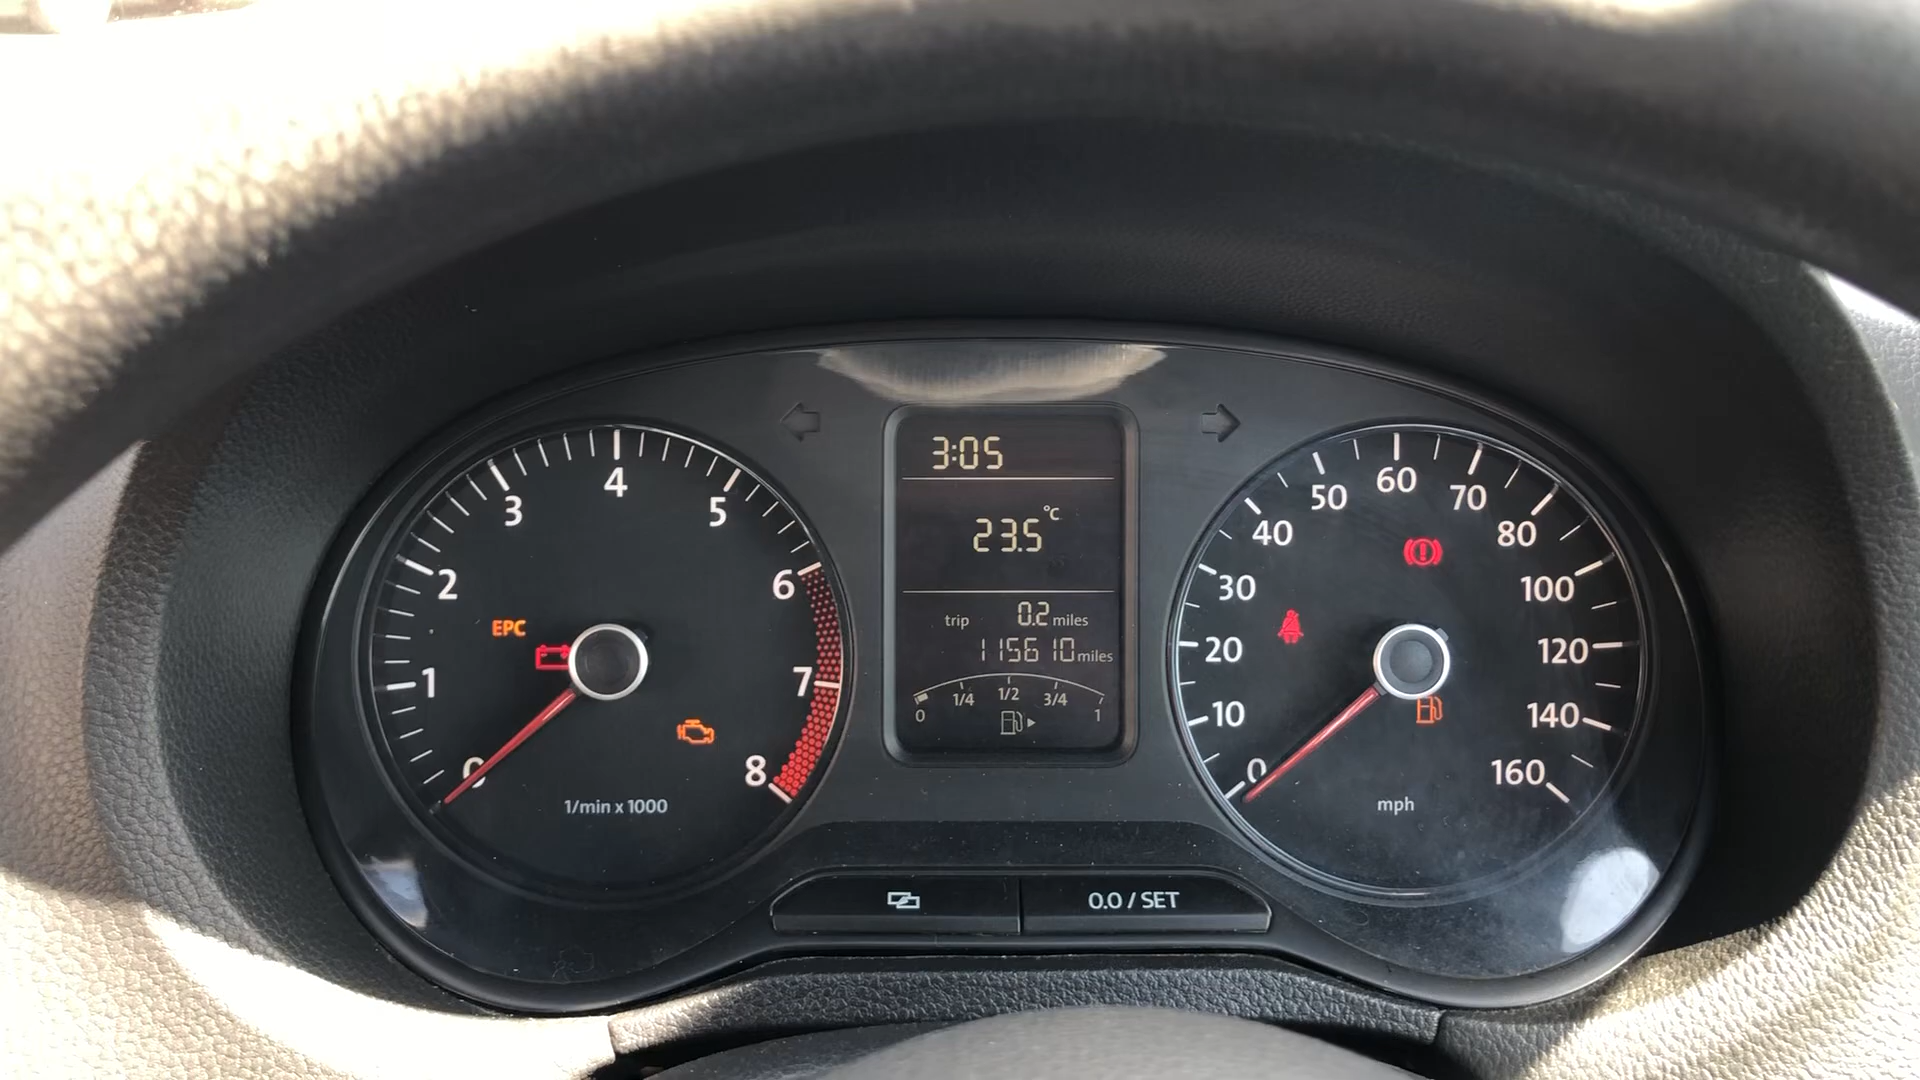 3:05
23.5 °C
trip 0.2 miles
115610 miles
0 1/4 1/2 3/4 1
0 1 2 3 4 5 6 7 8
EPC
1/min x 1000
0 10 20 30 40 50 60 70 80 100 120 140 160
mph
0.0 / SET